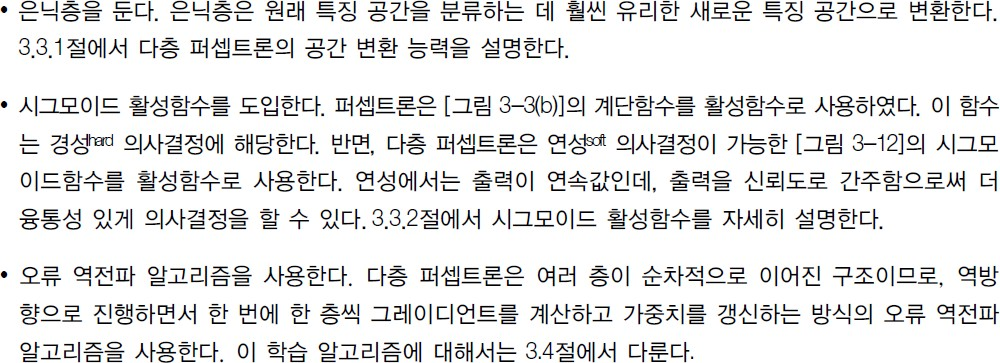 • 은닉층을 둔다. 은닉층은 원래 특징 공간을 분류하는 데 훨씬 유리한 새로운 특징 공간으로 변환한다.
3.3.1절에서 다층 퍼셉트론의 공간 변환 능력을 설명한다.
• 시그모이드 활성함수를 도입한다. 퍼셉트론은 [그림 3-3(b)]의 계단함수를 활성함수로 사용하였다. 이 함수
는 경성hard 의사결정에 해당한다. 반면, 다층 퍼셉트론은 연성soft 의사결정이 가능한 [그림 3-12]의 시그모
이드함수를 활성함수로 사용한다. 연성에서는 출력이 연속값인데, 출력을 신뢰도로 간주함으로써 더
융통성 있게 의사결정을 할 수 있다. 3.3.2절에서 시그모이드 활성함수를 자세히 설명한다.
• 오류 역전파 알고리즘을 사용한다. 다층 퍼셉트론은 여러 층이 순차적으로 이어진 구조이므로, 역방
향으로 진행하면서 한 번에 한 층씩 그레이디언트를 계산하고 가중치를 갱신하는 방식의 오류 역전파
알고리즘을 사용한다. 이 학습 알고리즘에 대해서는 3.4절에서 다룬다.